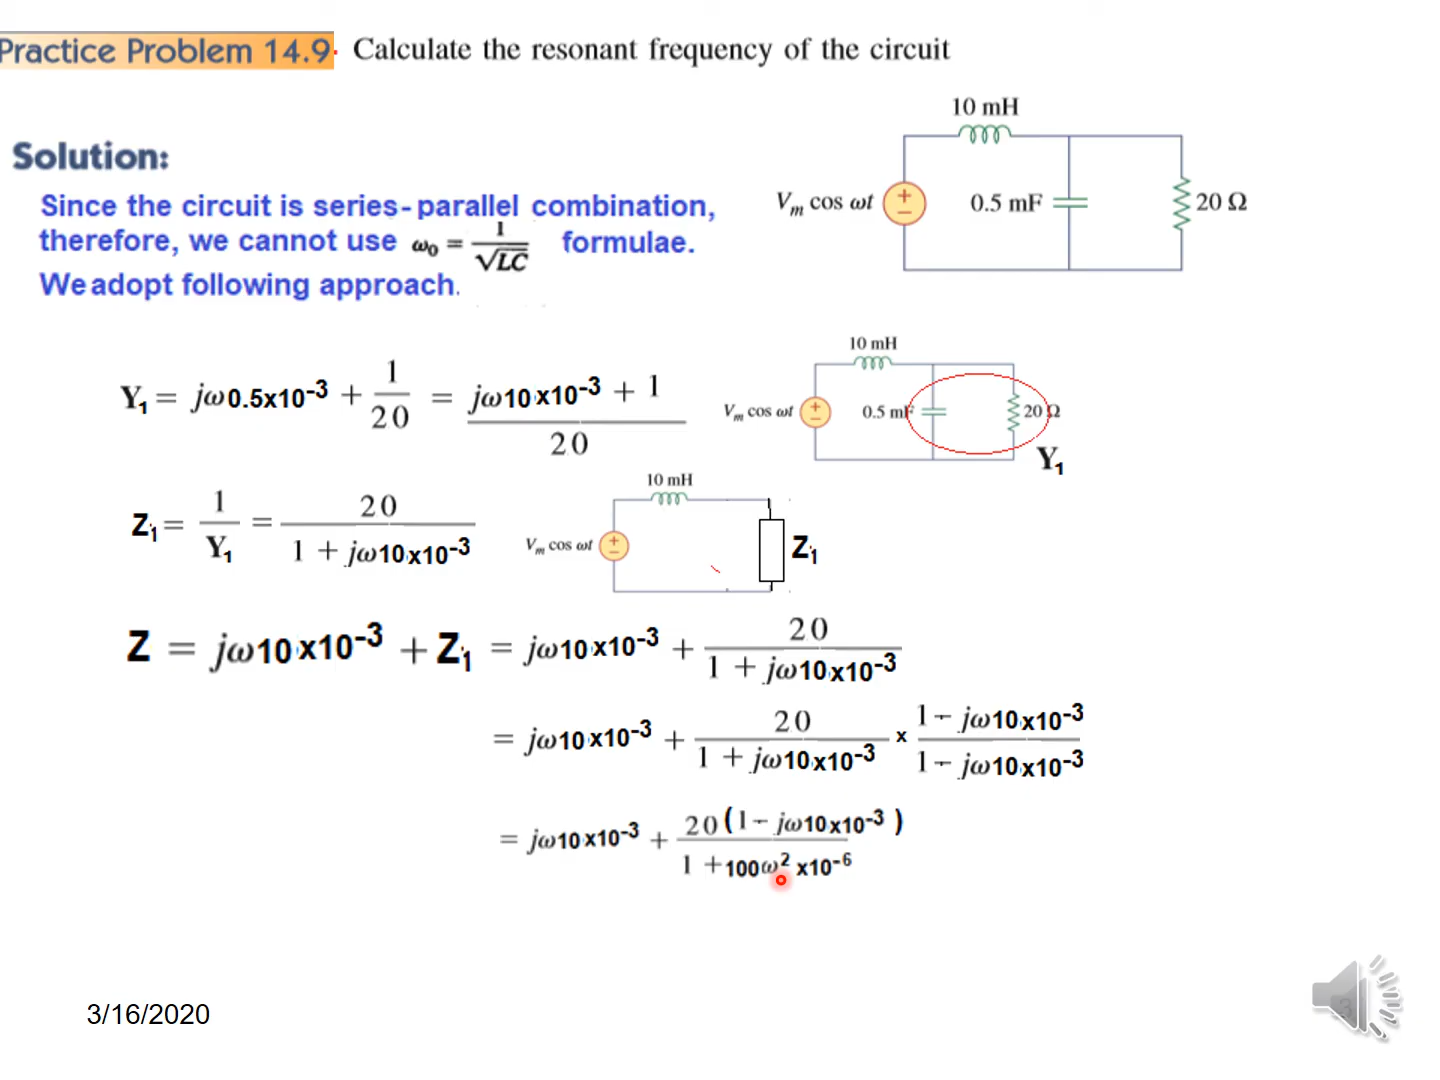 Practice Problem 14.9. Calculate the resonant frequency of the circuit
10 mH
Vm cos ωt
0.5 mF
20 Ω
Solution:
Since the circuit is series-parallel combination,
therefore, we cannot use ω0 = 1/√LC formulae.
We adopt following approach.
Y1 = jω0.5x10-3 + 1/20 = jω10x10-3 + 1 / 20
10 mH
Vm cos ωt
0.5 mF
20 Ω
Y1
Z1 = 1/Y1 = 20 / 1 + jω10x10-3
10 mH
Vm cos ωt
Z1
Z = jω10x10-3 + Z1 = jω10x10-3 + 20 / 1 + jω10x10-3
= jω10x10-3 + 20 / 1 + jω10x10-3 x 1 - jω10x10-3 / 1 - jω10x10-3
= jω10x10-3 + 20(1 - jω10x10-3) / 1 + 100ω2 x10-6
3/16/2020
3